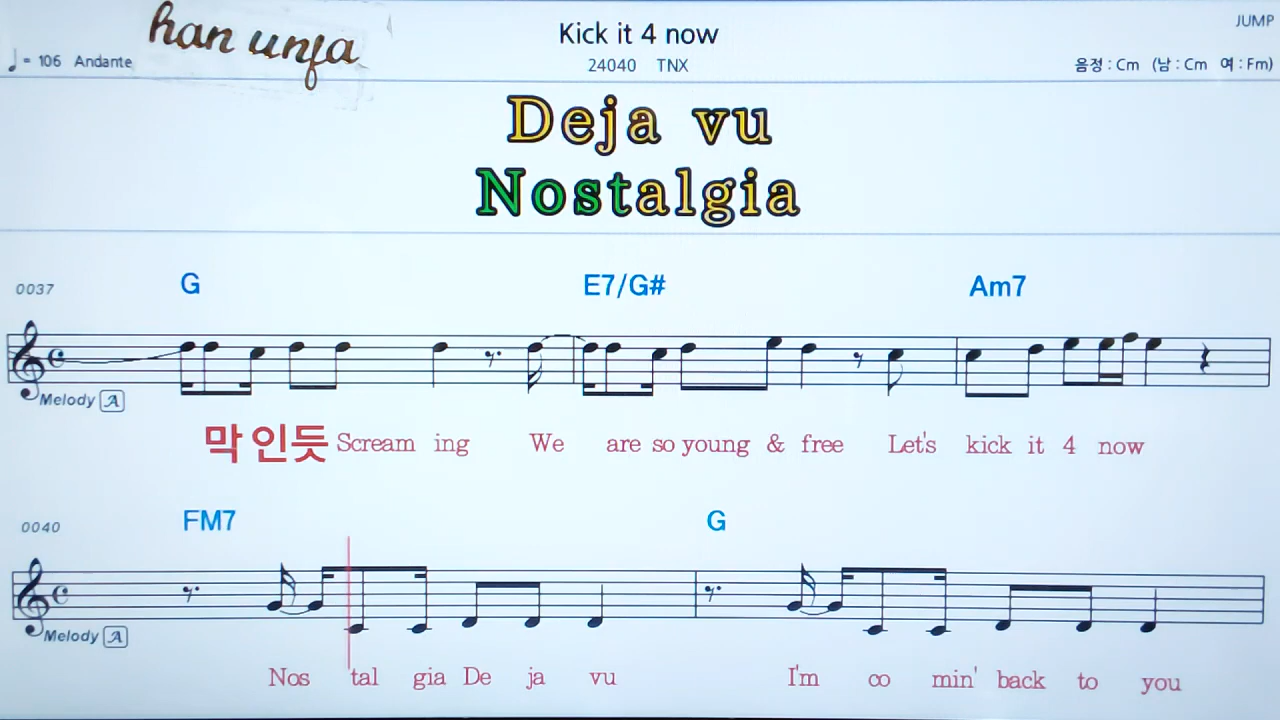 han unja
Kick it 4 now
JUMP
♩= 106 Andante
24040 TNX
음정 : Cm (남 : Cm 여 : Fm)
Deja vu
Nostalgia
0037 G E7/G# Am7
Melody A
막 인듯 Scream ing We are so young & free Let's kick it 4 now
0040 FM7 G
Melody A
Nos tal gia De ja vu I'm co min' back to you